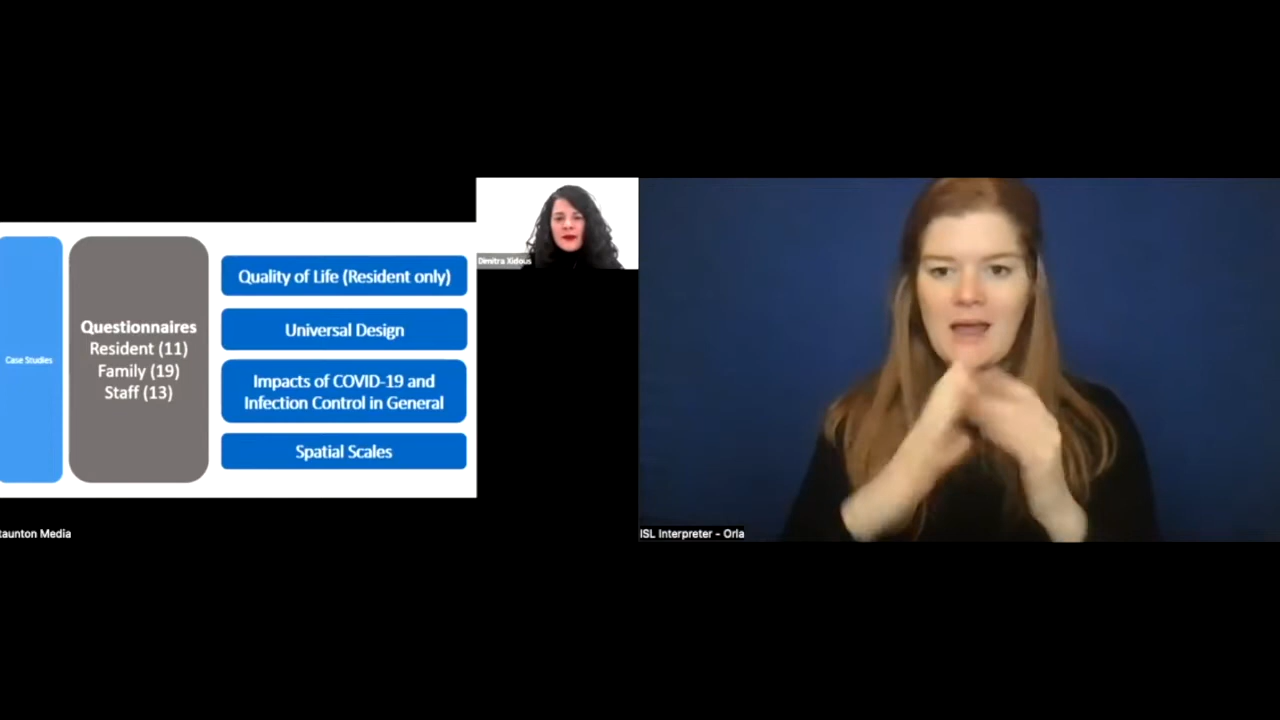 Case Studies
Questionnaires
Resident (11)
Family (19)
Staff (13)
Quality of Life (Resident only)
Universal Design
Impacts of COVID-19 and
Infection Control in General
Spatial Scales
Dimitra Xidous
taunton Media
ISL Interpreter - Orla